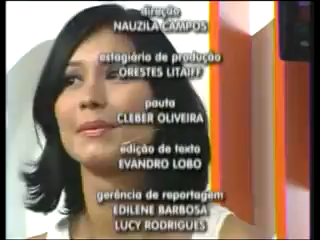 direção
NAUZILA CAMPOS
estagiário de produção
ORESTES LITAIFF
pauta
CLEBER OLIVEIRA
edição de texto
EVANDRO LOBO
gerência de reportagem
EDILENE BARBOSA
LUCY RODRIGUES